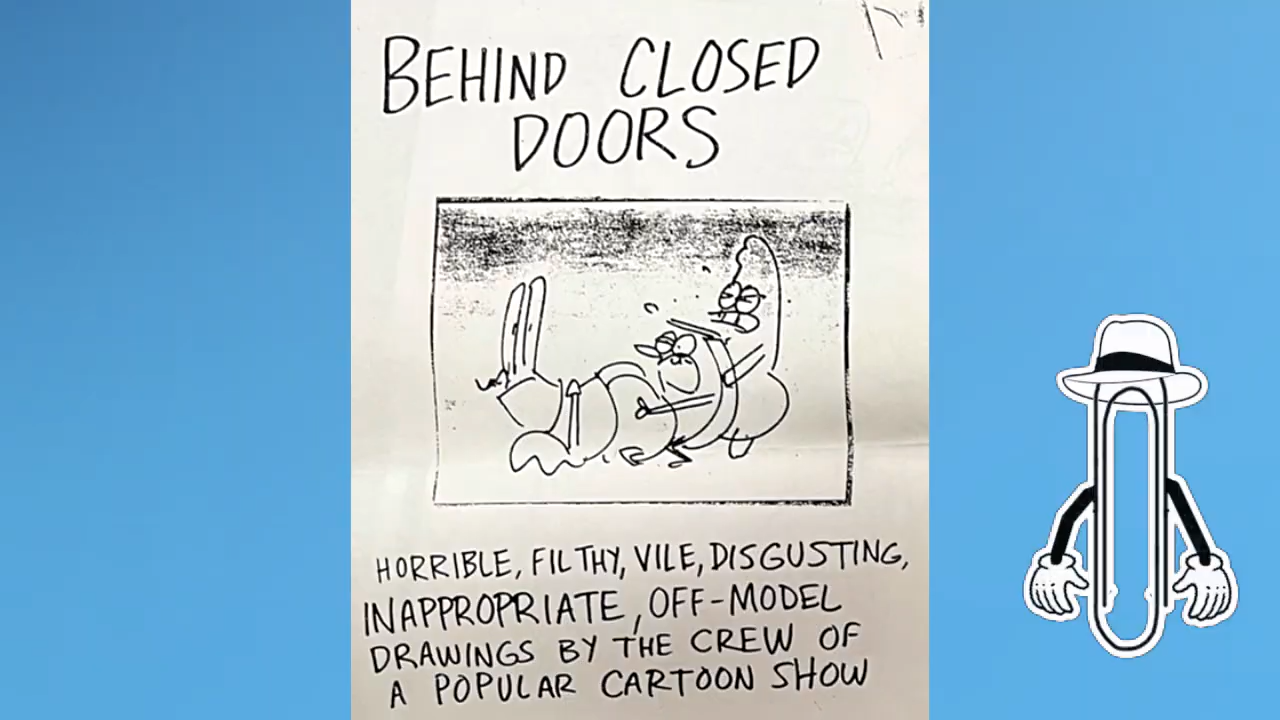 BEHIND CLOSED
DOORS
HORRIBLE, FILTHY, VILE, DISGUSTING,
INAPPROPRIATE, OFF-MODEL
DRAWINGS BY THE CREW OF
A POPULAR CARTOON SHOW